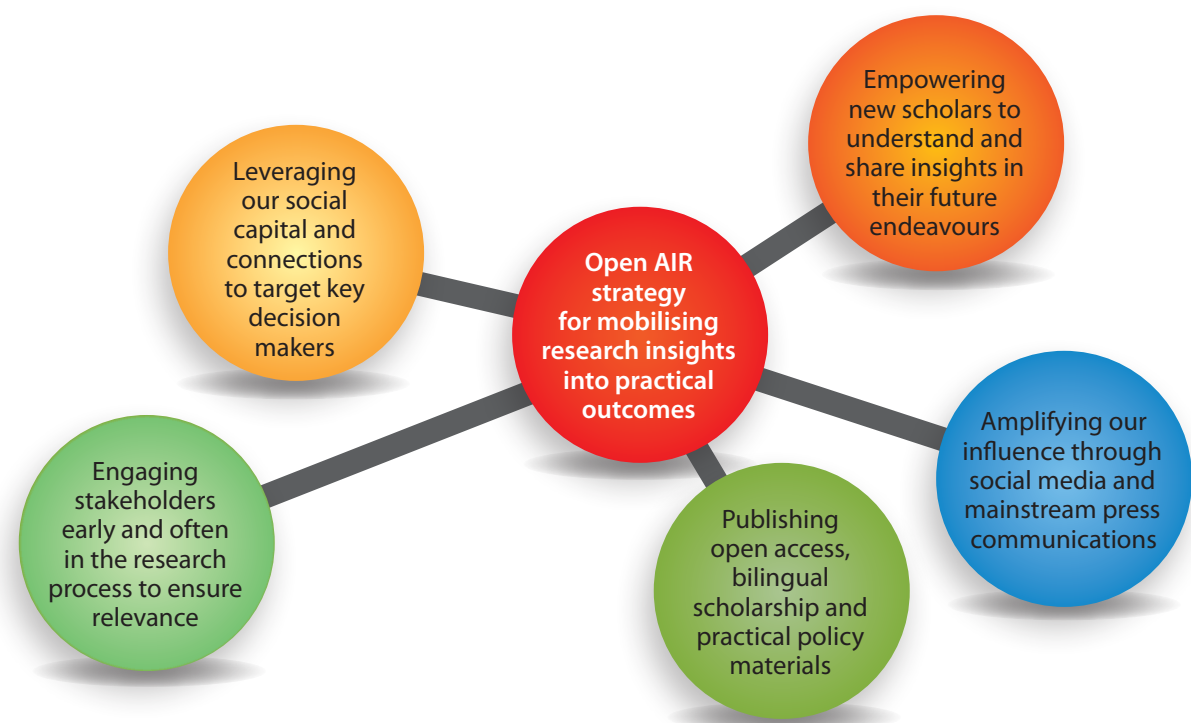 Empowering
new scholars to
understand and
share insights in
their future
endeavours
Leveraging
our social
capital and
connections
to target key
decision
makers
Open AIR
strategy
for mobilising
research insights
into practical
outcomes
Amplifying our
influence through
social media and
mainstream press
communications
Engaging
stakeholders
early and often
in the research
process to ensure
relevance
Publishing
open access,
bilingual
scholarship and
practical policy
materials